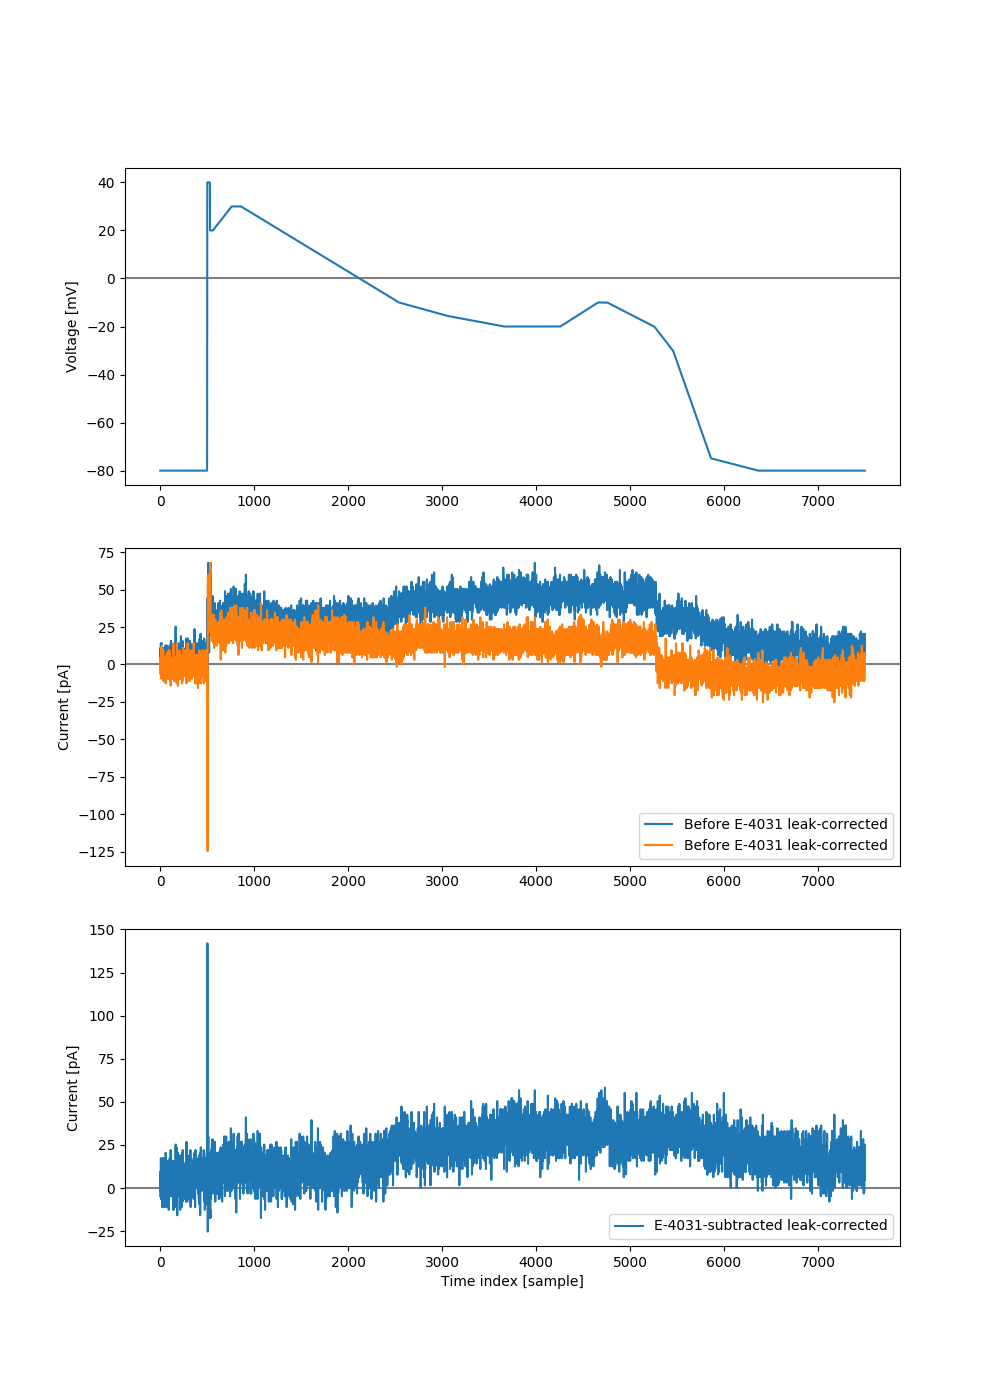 40
20
0
−20
−40
−60
−80
Voltage [mV]
0 1000 2000 3000 4000 5000 6000 7000
75
50
25
0
−25
−50
−75
−100
−125
Current [pA]
Before E-4031 leak-corrected
Before E-4031 leak-corrected
0 1000 2000 3000 4000 5000 6000 7000
150
125
100
75
50
25
0
−25
Current [pA]
E-4031-subtracted leak-corrected
0 1000 2000 3000 4000 5000 6000 7000
Time index [sample]